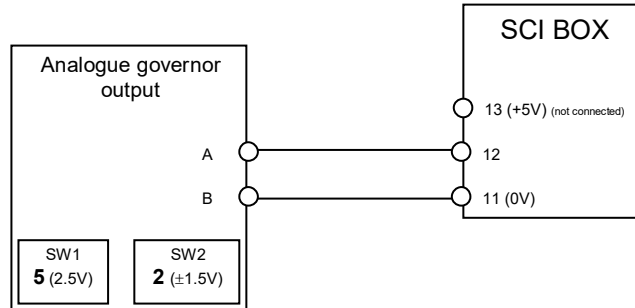 SCI BOX
Analogue governor
output
13 (+5V) (not connected)
A
12
B
11 (0V)
SW1
5 (2.5V)
SW2
2 (±1.5V)